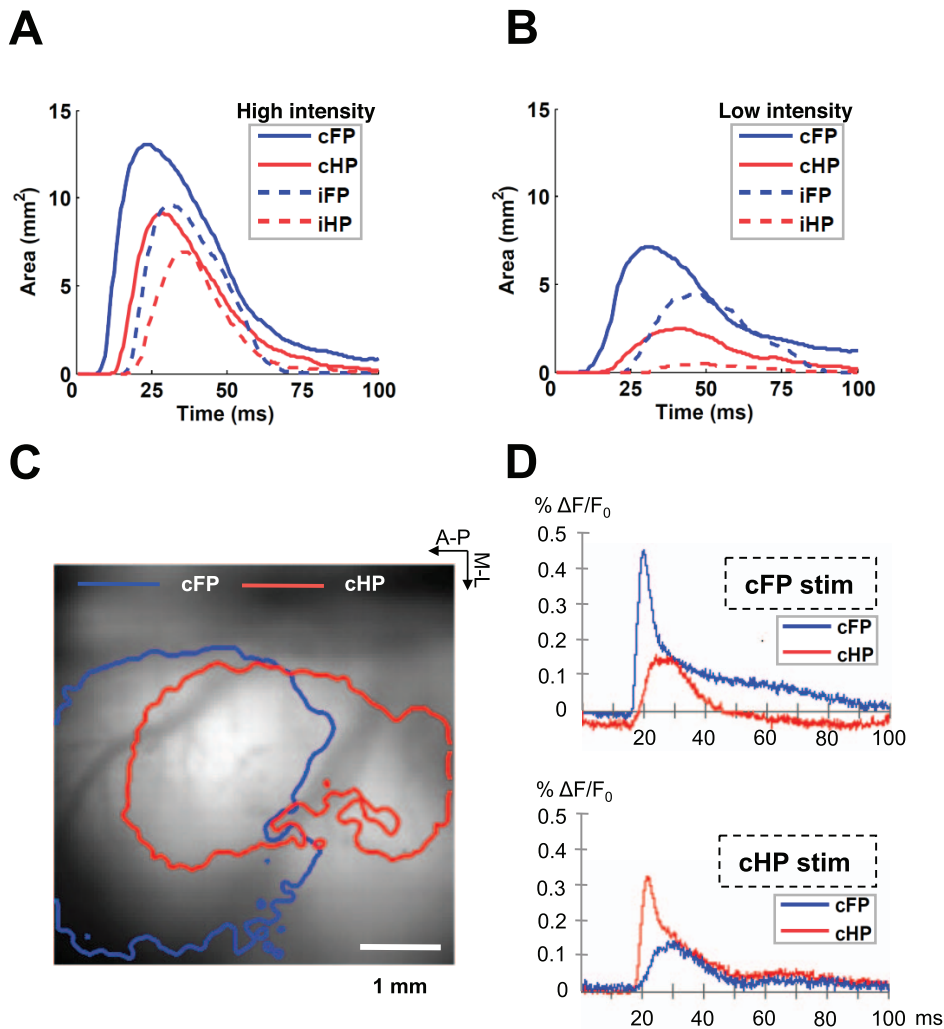 A
15
10
5
0
Area (mm²)
High intensity
cFP
cHP
iFP
iHP
0 25 50 75 100
Time (ms)
B
15
10
5
0
Area (mm²)
Low intensity
cFP
cHP
iFP
iHP
0 25 50 75 100
Time (ms)
C
A-P
M-L
cFP cHP
1 mm
D
% ΔF/F₀
0.5
0.4
0.3
0.2
0.1
0
cFP stim
cFP
cHP
20 40 60 80 100
% ΔF/F₀
0.5
0.4
0.3
0.2
0.1
0
cHP stim
cFP
cHP
20 40 60 80 100 ms